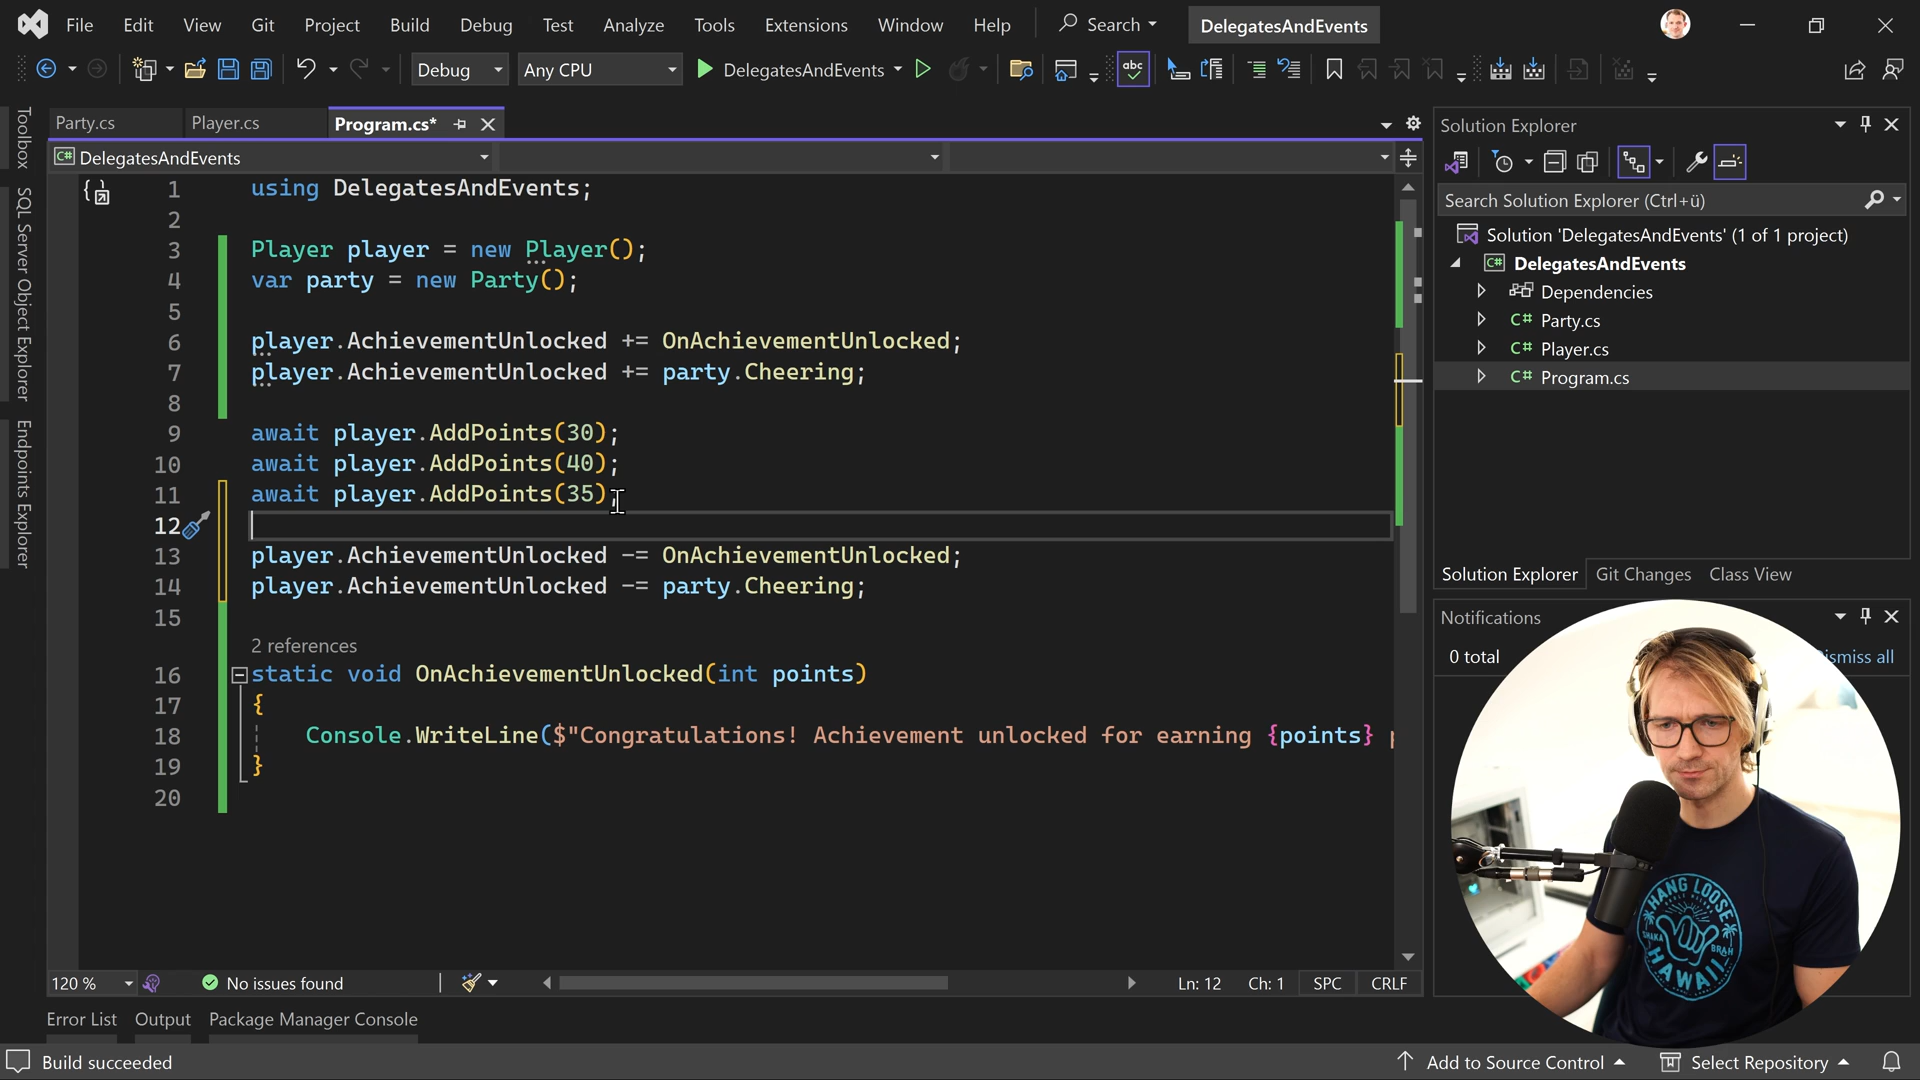 File Edit View Git Project Build Debug Test Analyze Tools Extensions Window Help Search DelegatesAndEvents
Debug Any CPU DelegatesAndEvents
Toolbox
SQL Server Object Explorer
Endpoints Explorer
Party.cs Player.cs Program.cs*
C# DelegatesAndEvents
1 using DelegatesAndEvents;
2
3 Player player = new Player();
4 var party = new Party();
5
6 player.AchievementUnlocked += OnAchievementUnlocked;
7 player.AchievementUnlocked += party.Cheering;
8
9 await player.AddPoints(30);
10 await player.AddPoints(40);
11 await player.AddPoints(35);
12
13 player.AchievementUnlocked -= OnAchievementUnlocked;
14 player.AchievementUnlocked -= party.Cheering;
15
2 references
16 static void OnAchievementUnlocked(int points)
17 {
18 Console.WriteLine($"Congratulations! Achievement unlocked for earning {points} p
19 }
20
120 % No issues found Ln: 12 Ch: 1 SPC CRLF
Error List Output Package Manager Console
Build succeeded
Add to Source Control Select Repository
Solution Explorer
Search Solution Explorer (Ctrl+ü)
Solution 'DelegatesAndEvents' (1 of 1 project)
C# DelegatesAndEvents
Dependencies
C# Party.cs
C# Player.cs
C# Program.cs
Solution Explorer Git Changes Class View
Notifications
0 total ismiss all
HANG LOOSE
SHAKA BRAH
HAWAII